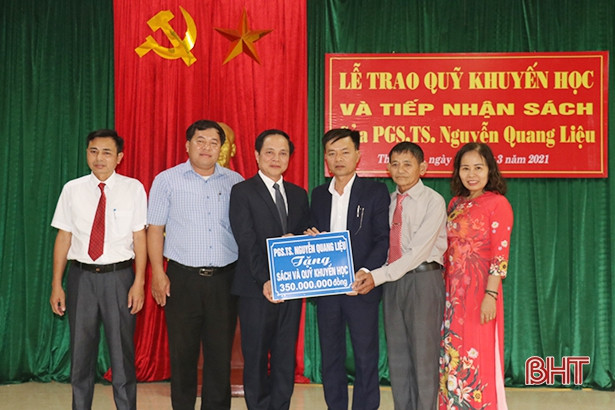 LỄ TRAO QUỸ KHUYẾN HỌC
VÀ TIẾP NHẬN SÁCH
PGS.TS. Nguyễn Quang Liệu
3 năm 2021
PGS.TS. NGUYỄN QUANG LIỆU
Tặng
SÁCH VÀ QUỸ KHUYẾN HỌC
350.000.000 đồng
BHT